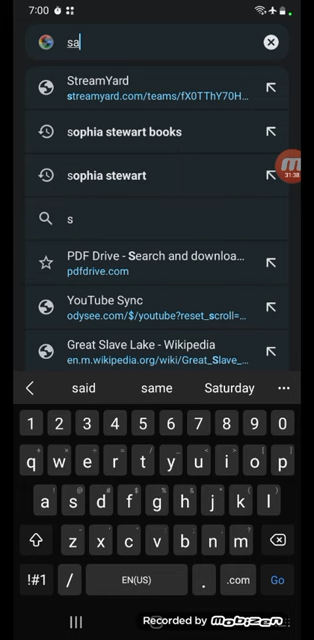 7:00
sa
StreamYard
streamyard.com/teams/fX0TThY70H...
sophia stewart books
sophia stewart
31:38
s
PDF Drive - Search and downloa...
pdfdrive.com
YouTube Sync
odysee.com/$/youtube?reset_scroll=...
Great Slave Lake - Wikipedia
en.m.wikipedia.org/wiki/Great_Slave_...
said same Saturday
1 2 3 4 5 6 7 8 9 0
q w e r t y u i o p
a s d f g h j k l
z x c v b n m
!#1 / EN(US) . .com Go
Recorded by Mobizen